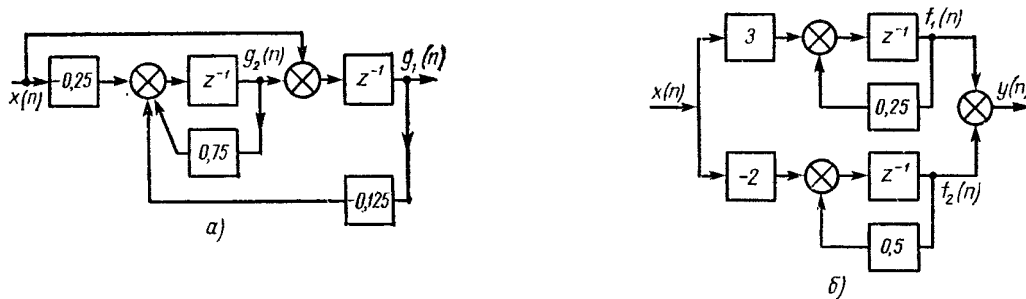 x(n)
-0,25
z⁻¹
g₂(n)
z⁻¹
g₁(n)
0,75
-0,125
а)
x(n)
3
z⁻¹
f₁(n)
0,25
y(n)
-2
z⁻¹
f₂(n)
0,5
б)